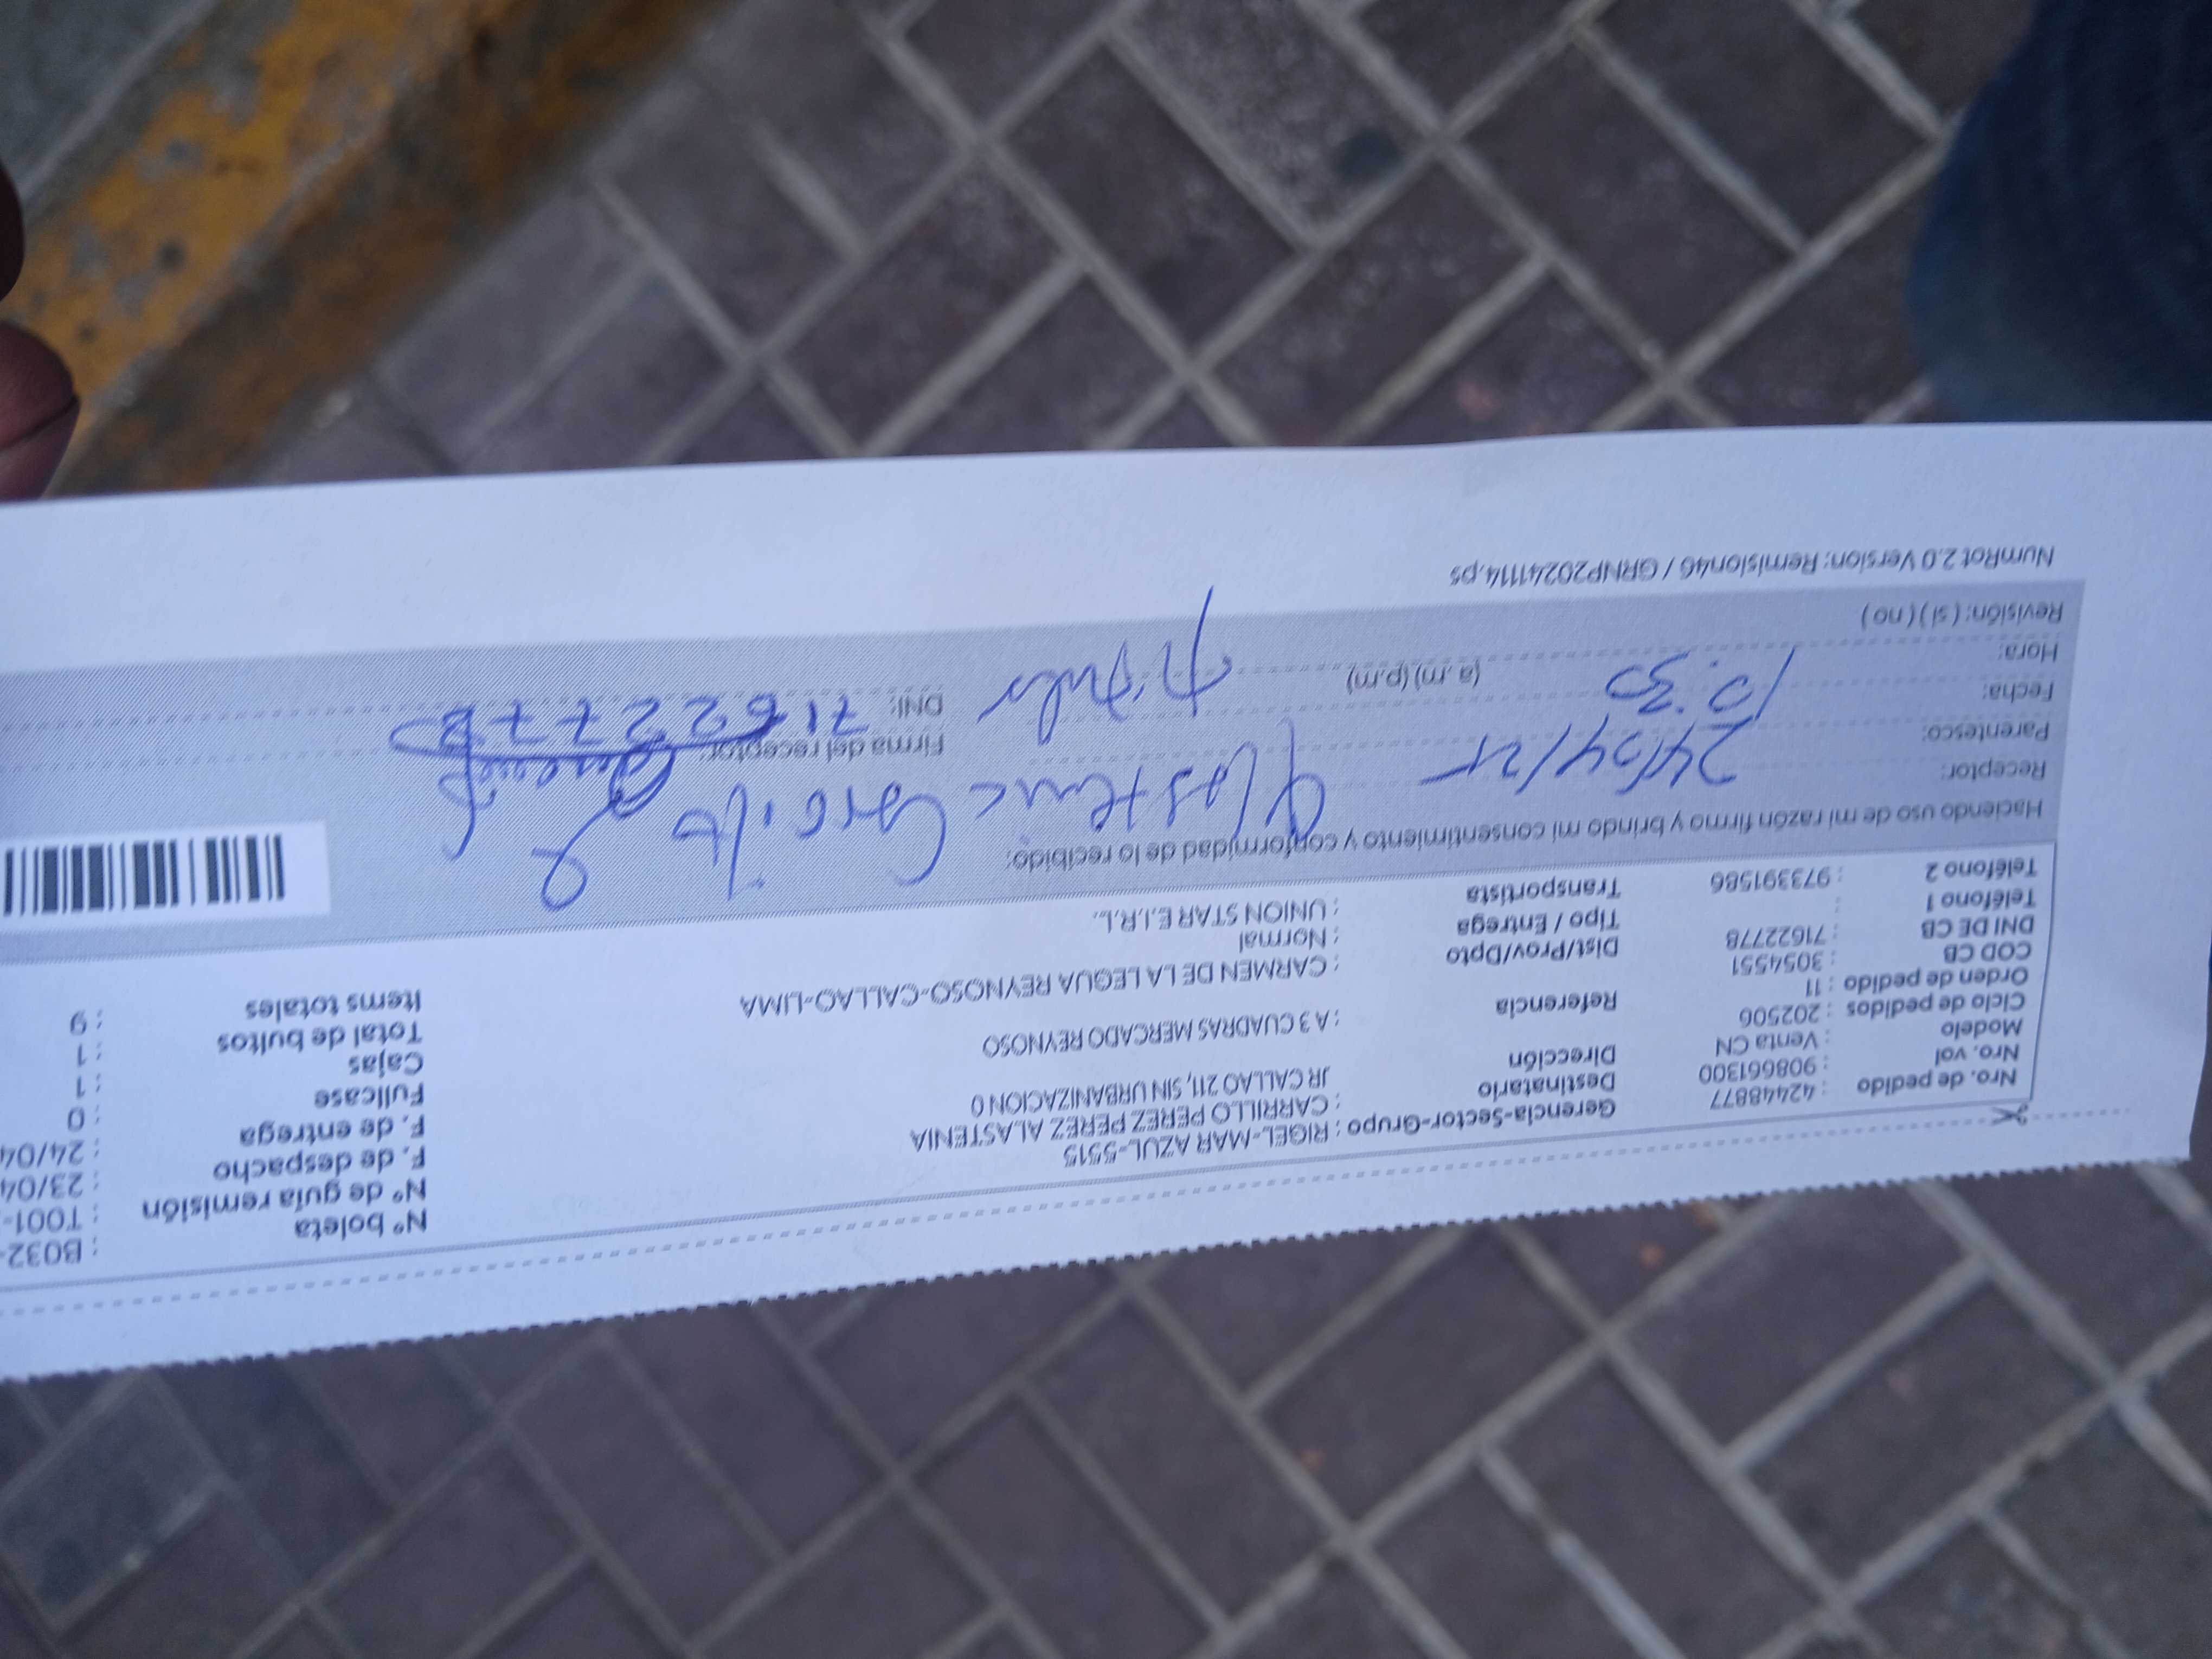 Nro. de pedido : 42448877
Nro. vol : 908661300
Modelo : Venta CN
Ciclo de pedidos : 202506
Orden de pedido : 11
COD CB : 3054551
DNI DE CB : 71622778
Teléfono 1 :
Teléfono 2 : 973391586
Gerencia-Sector-Grupo : RIGEL-MAR AZUL-5515
Destinatario : CARRILLO PEREZ PEREZ ALASTENIA
Dirección JR CALLAO 211, SIN URBANIZACION 0
Referencia : A 3 CUADRAS MERCADO REYNOSO
Dist/Prov/Dpto : CARMEN DE LA LEGUA REYNOSO-CALLAO-LIMA
Tipo / Entrega : Normal
Transportista : UNION STAR E.I.R.L.
N° boleta : B032-
N° de guía remisión : T001-
F. de despacho : 23/04
F. de entrega : 24/04
Fullcase : 0
Cajas : 1
Total de bultos : 1
Items totales : 9
Haciendo uso de mi razón firmo y brindo mi consentimiento y conformidad de lo recibido:
Receptor:
Parentesco:
Fecha: 24/04/25
Hora: 10:30 (a.m) (p.m)
Revisión: ( si ) ( no )
Firma del receptor:
DNI: 71622778
NumRot 2.0 Version: Remision46 / GRNP20241114.ps